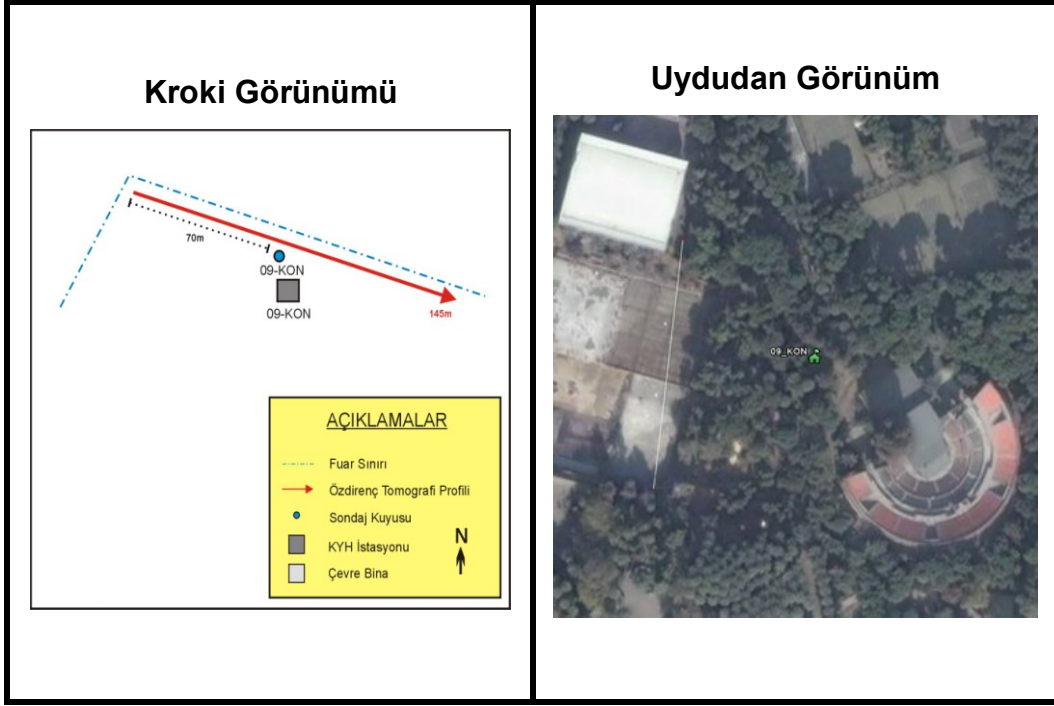 Kroki Görünümü
70m
09-KON
09-KON
145m
AÇIKLAMALAR
Fuar Sınırı
Özdirenç Tomografi Profili
Sondaj Kuyusu
KYH İstasyonu
Çevre Bina
N
Uydudan Görünüm
09_KON